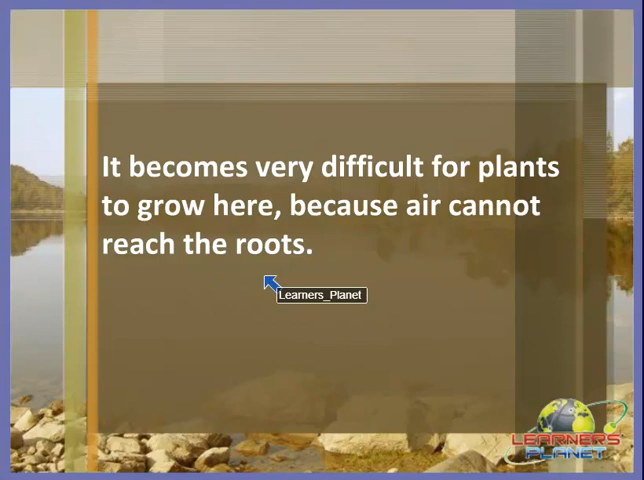 It becomes very difficult for plants
to grow here, because air cannot
reach the roots.
Learners_Planet
LEARNERS
PLANET